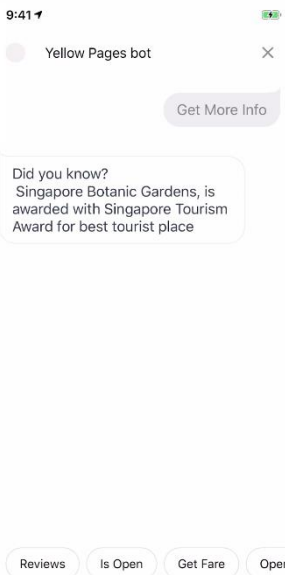 9:41
Yellow Pages bot
Get More Info
Did you know?
Singapore Botanic Gardens, is
awarded with Singapore Tourism
Award for best tourist place
Reviews
Is Open
Get Fare
Oper